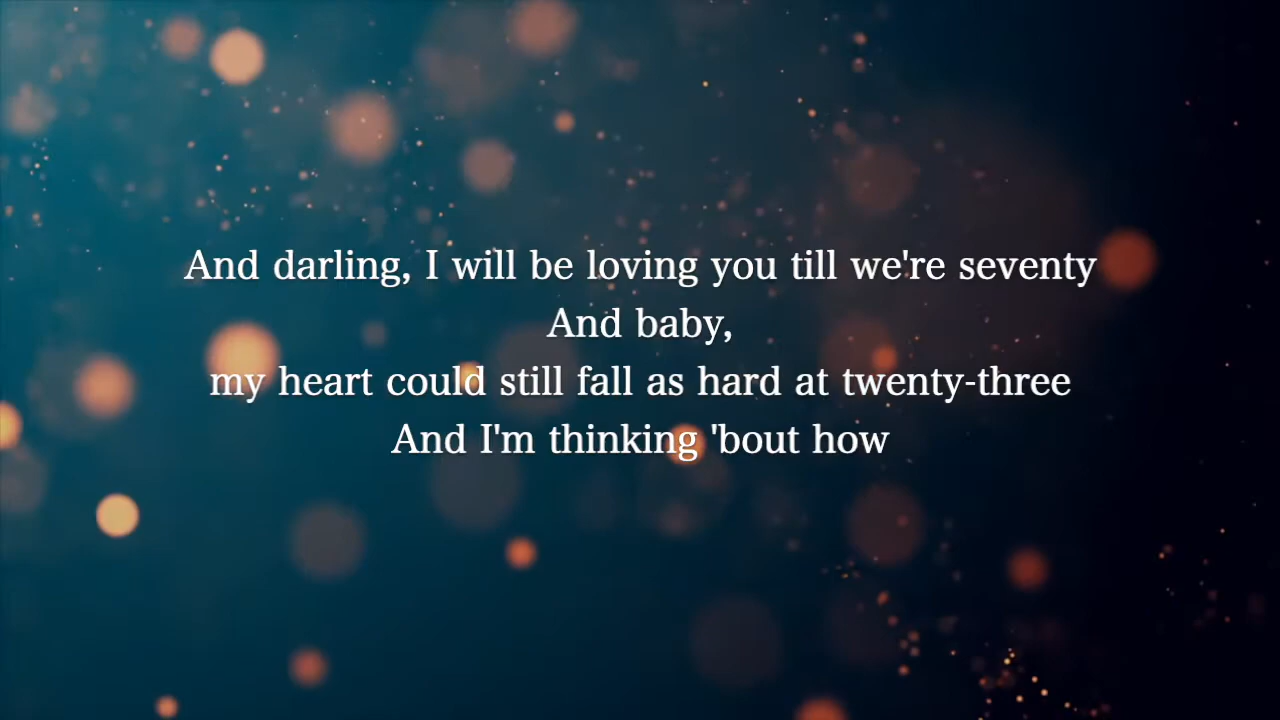 And darling, I will be loving you till we're seventy
And baby,
my heart could still fall as hard at twenty-three
And I'm thinking 'bout how